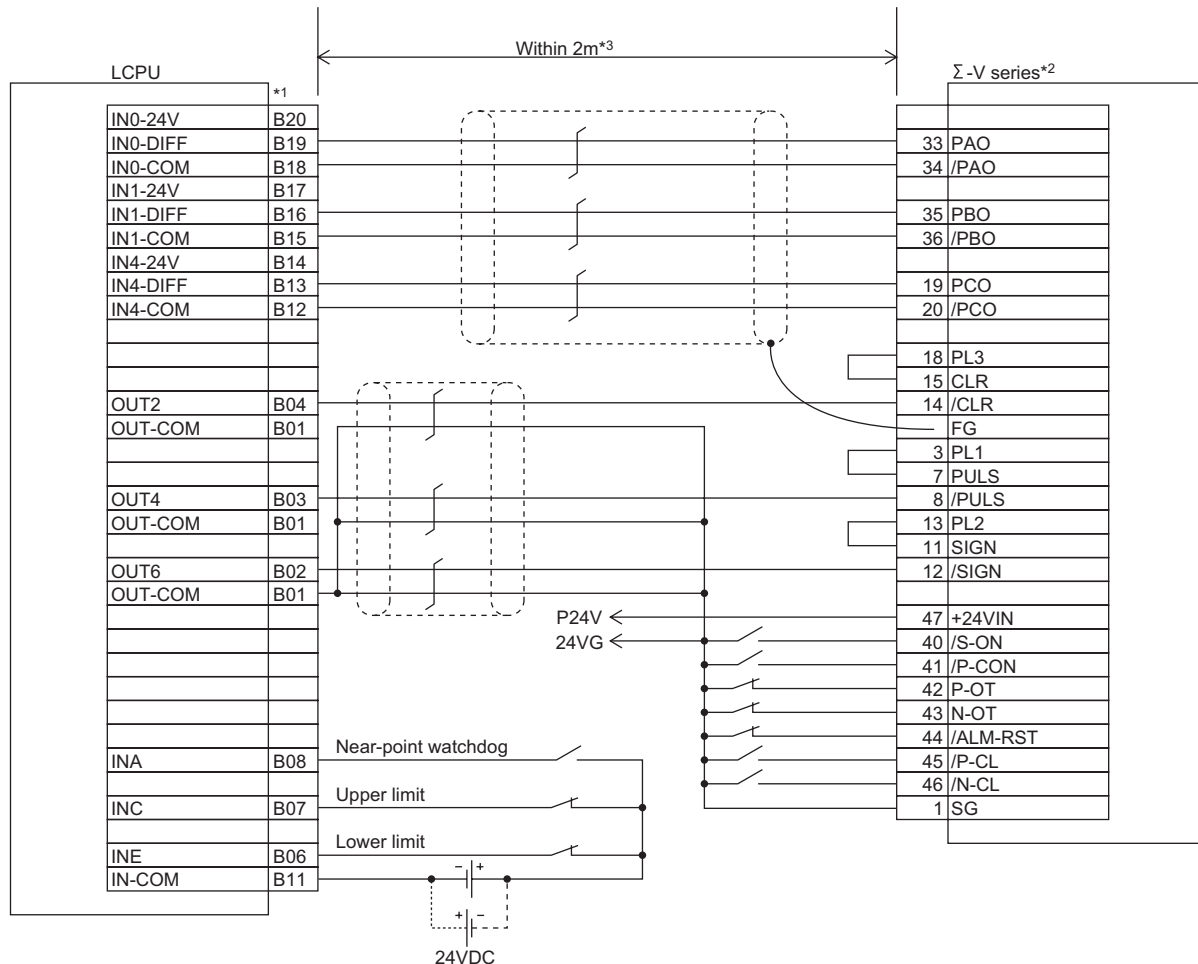 Within 2m*3
LCPU
*1
Σ-V series*2
IN0-24V B20
IN0-DIFF B19 33 PAO
IN0-COM B18 34 /PAO
IN1-24V B17
IN1-DIFF B16 35 PBO
IN1-COM B15 36 /PBO
IN4-24V B14
IN4-DIFF B13 19 PCO
IN4-COM B12 20 /PCO
18 PL3
15 CLR
OUT2 B04 14 /CLR
OUT-COM B01 FG
3 PL1
7 PULS
OUT4 B03 8 /PULS
OUT-COM B01 13 PL2
11 SIGN
OUT6 B02 12 /SIGN
OUT-COM B01
P24V 47 +24VIN
24VG 40 /S-ON
41 /P-CON
42 P-OT
43 N-OT
44 /ALM-RST
Near-point watchdog
INA B08 45 /P-CL
46 /N-CL
Upper limit
INC B07 1 SG
Lower limit
INE B06
IN-COM B11
− +
+ −
24VDC